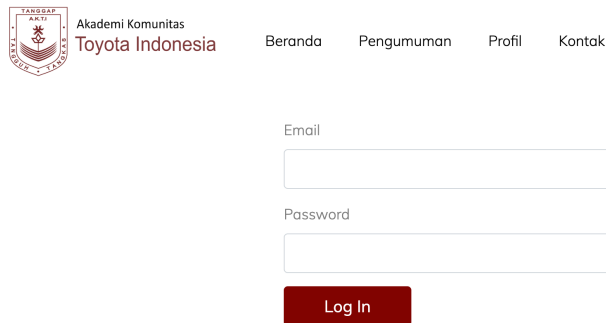 TANGGAP
A.K.T.I
TANGGUH • TANGKAS
Akademi Komunitas
Toyota Indonesia
Beranda Pengumuman Profil Kontak
Email
Password
Log In